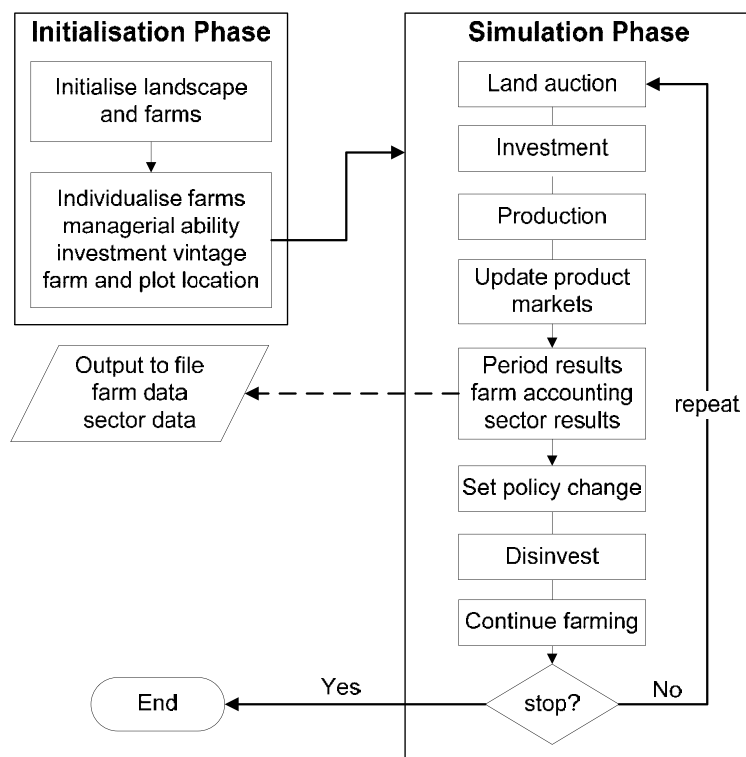 Initialisation Phase
Initialise landscape
and farms
Individualise farms
managerial ability
investment vintage
farm and plot location
Output to file
farm data
sector data
Simulation Phase
Land auction
Investment
Production
Update product
markets
Period results
farm accounting
sector results
Set policy change
Disinvest
Continue farming
stop?
No
repeat
Yes
End